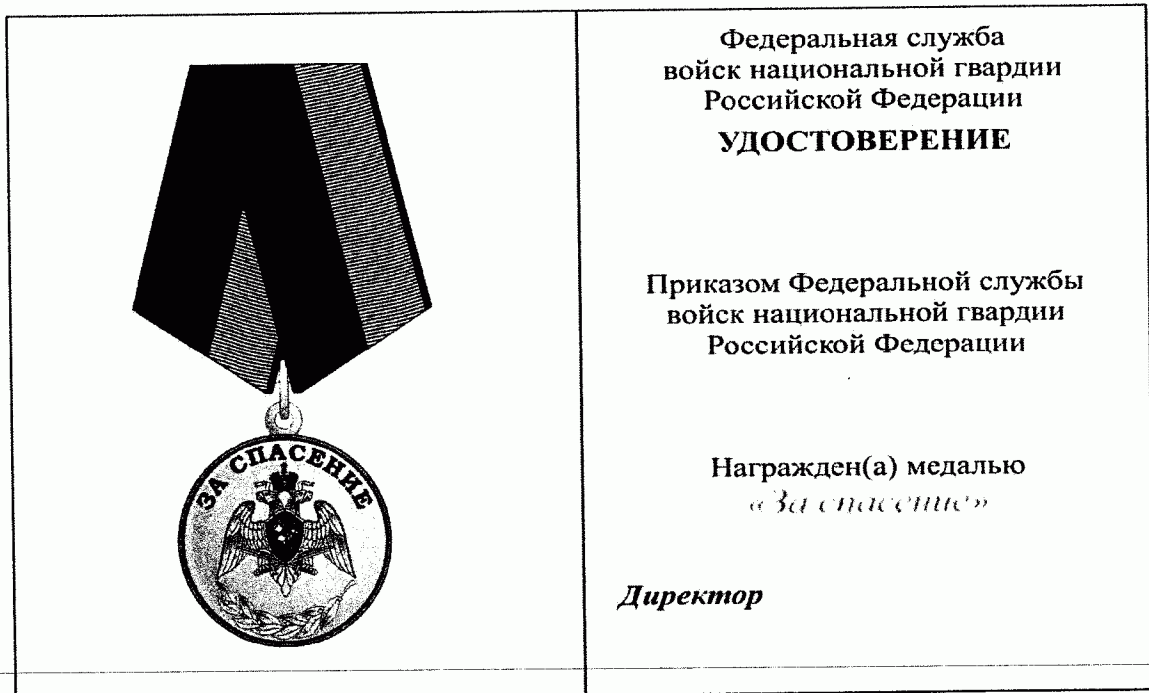 ЗА СПАСЕНИЕ
Федеральная служба
войск национальной гвардии
Российской Федерации
УДОСТОВЕРЕНИЕ
Приказом Федеральной службы
войск национальной гвардии
Российской Федерации
Награжден(а) медалью
«За спасение»
Директор